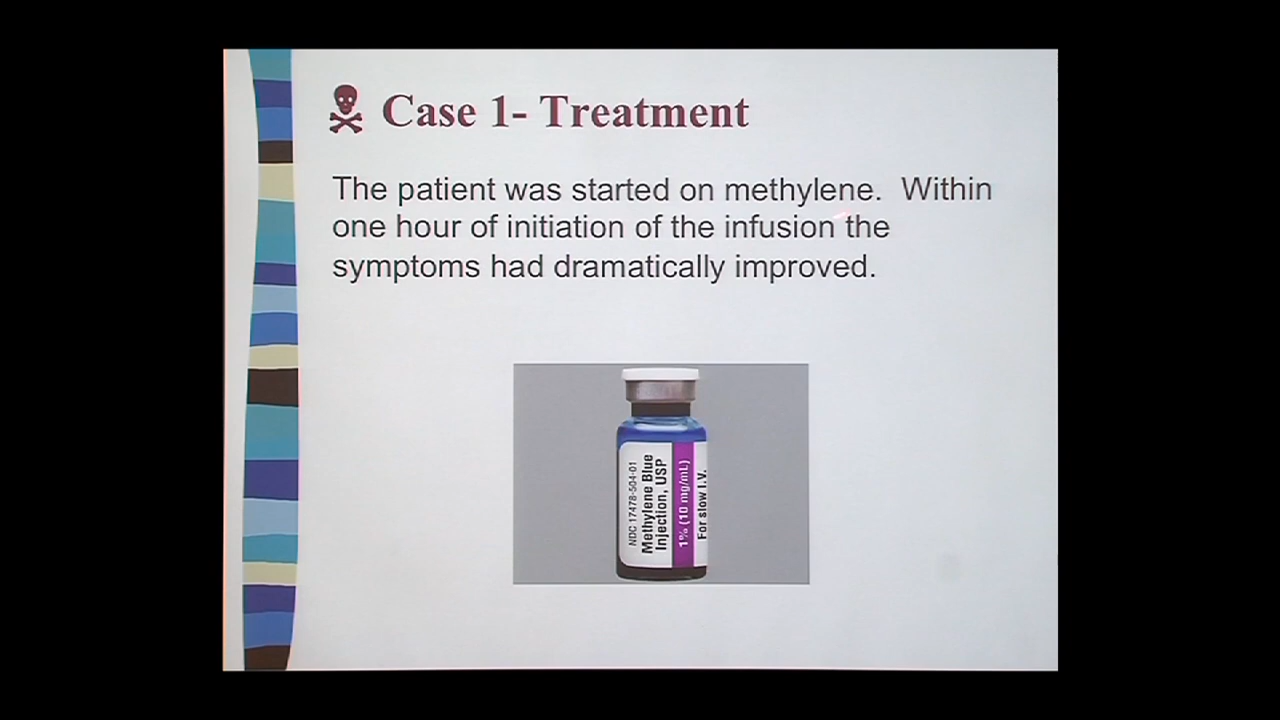 Case 1- Treatment
The patient was started on methylene.  Within
one hour of initiation of the infusion the
symptoms had dramatically improved.
NDC 17478-504-01
Methylene Blue
Injection, USP
1% (10 mg/mL)
For slow I.V.